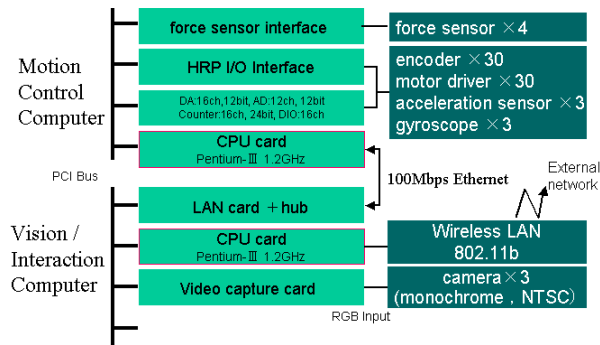 force sensor interface
force sensor ×4
Motion
Control
Computer
HRP I/O Interface
DA:16ch,12bit, AD:12ch, 12bit
Counter:16ch, 24bit, DIO:16ch
encoder ×30
motor driver ×30
acceleration sensor ×3
gyroscope ×3
CPU card
Pentium-Ⅲ 1.2GHz
PCI Bus
100Mbps Ethernet
External
network
LAN card +hub
Vision /
Interaction
Computer
CPU card
Pentium-Ⅲ 1.2GHz
Wireless LAN
802.11b
Video capture card
camera×3
(monochrome , NTSC)
RGB Input